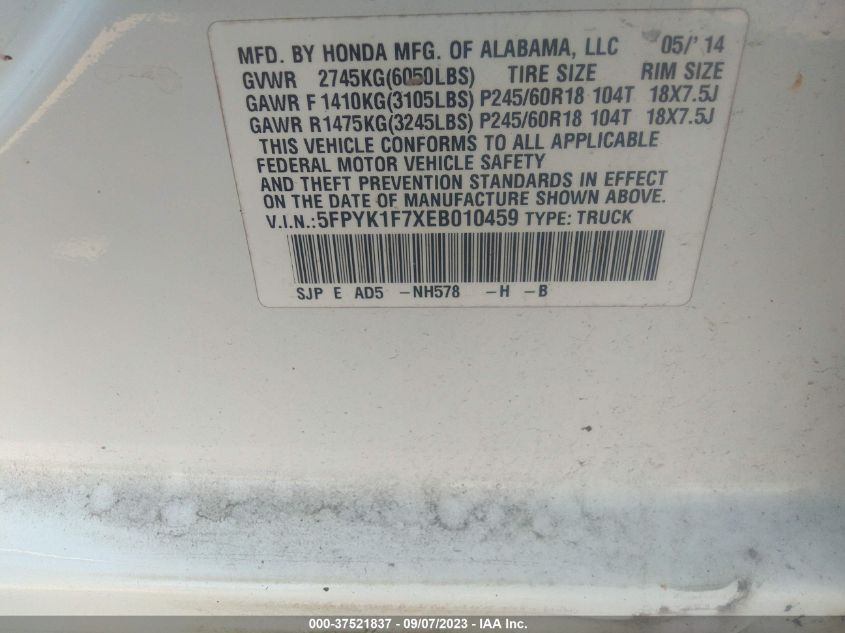 MFD. BY HONDA MFG. OF ALABAMA, LLC 05/'14
GVWR 2745KG(6050LBS) TIRE SIZE RIM SIZE
GAWR F 1410KG(3105LBS) P245/60R18 104T 18X7.5J
GAWR R1475KG(3245LBS) P245/60R18 104T 18X7.5J
THIS VEHICLE CONFORMS TO ALL APPLICABLE
FEDERAL MOTOR VEHICLE SAFETY
AND THEFT PREVENTION STANDARDS IN EFFECT
ON THE DATE OF MANUFACTURE SHOWN ABOVE.
V.I.N.:5FPYK1F7XEB010459 TYPE: TRUCK
SJP E AD5 -NH578 -H -B
000-37521837 - 09/07/2023 - IAA Inc.